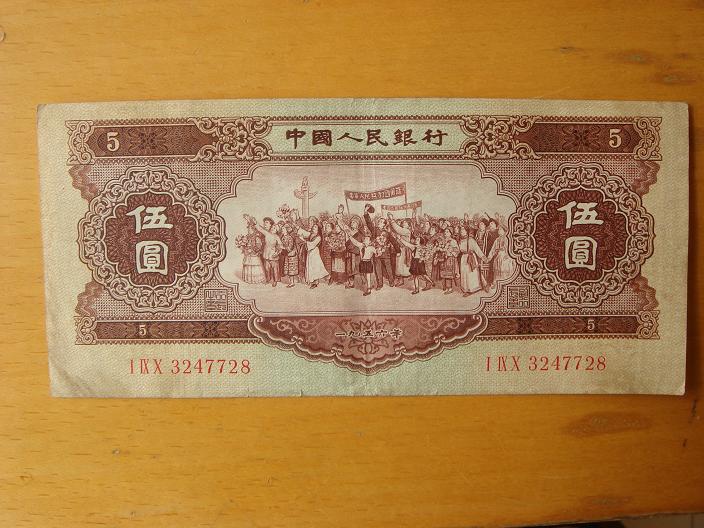 5 中國人民銀行 5
伍圓 伍圓
5 一九五六年 5
I IX X 3247728 I IX X 3247728